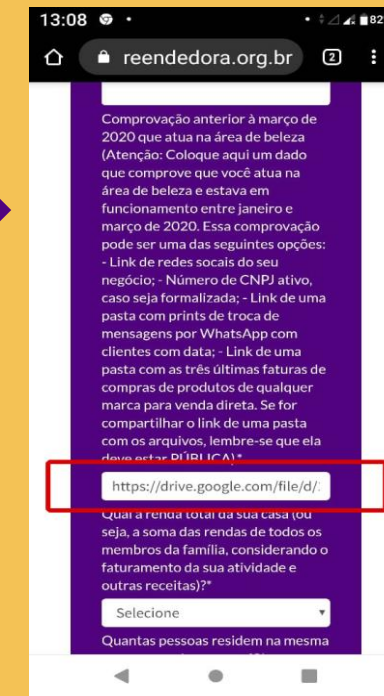 13:08
82
reendedora.org.br
2
Comprovação anterior à março de
2020 que atua na área de beleza
(Atenção: Coloque aqui um dado
que comprove que você atua na
área de beleza e estava em
funcionamento entre janeiro e
março de 2020. Essa comprovação
pode ser uma das seguintes opções:
- Link de redes socais do seu
negócio; - Número de CNPJ ativo,
caso seja formalizada; - Link de uma
pasta com prints de troca de
mensagens por WhatsApp com
clientes com data; - Link de uma
pasta com as três últimas faturas de
compras de produtos de qualquer
marca para venda direta. Se for
compartilhar o link de uma pasta
com os arquivos, lembre-se que ela
deve estar PÚBLICA)*
https://drive.google.com/file/d/
Qual a renda total da sua casa (ou
seja, a soma das rendas de todos os
membros da família, considerando o
faturamento da sua atividade e
outras receitas)?*
Selecione
Quantas pessoas residem na mesma